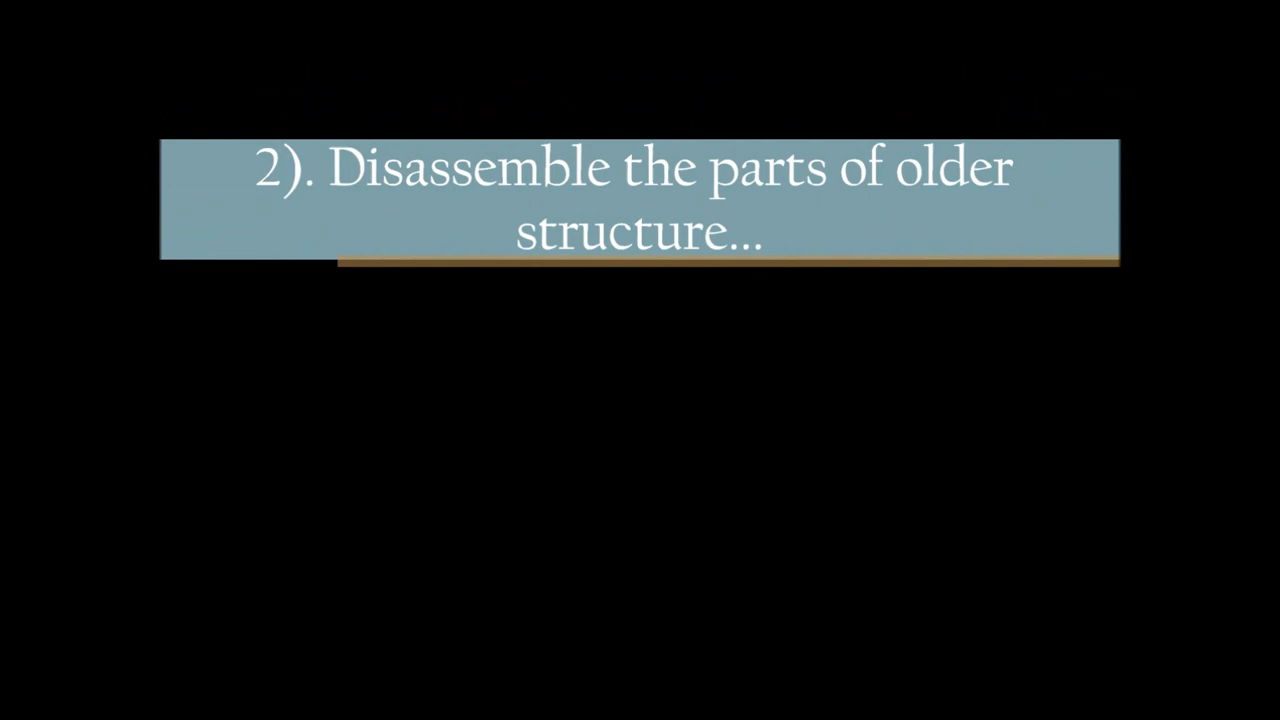 2). Disassemble the parts of older
structure...